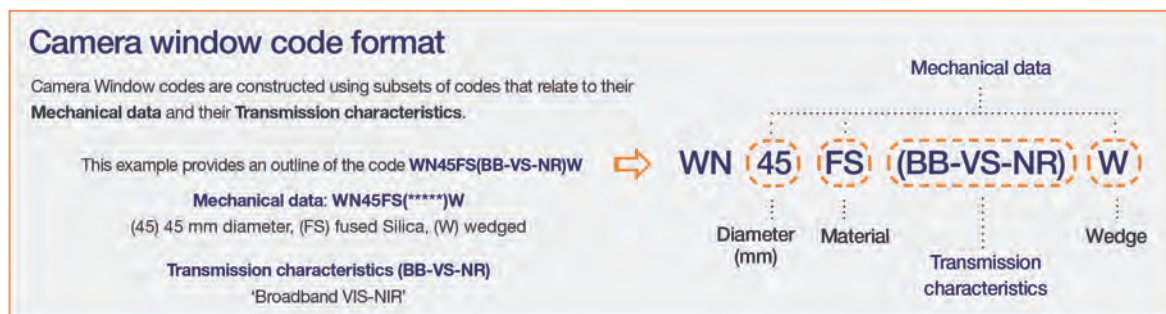 Camera window code format
Camera Window codes are constructed using subsets of codes that relate to their
Mechanical data and their Transmission characteristics.
This example provides an outline of the code WN45FS(BB-VS-NR)W
Mechanical data: WN45FS(*****)W
(45) 45 mm diameter, (FS) fused Silica, (W) wedged
Transmission characteristics (BB-VS-NR)
'Broadband VIS-NIR'
Mechanical data
WN 45 FS (BB-VS-NR) W
Diameter
(mm)
Material
Transmission
characteristics
Wedge